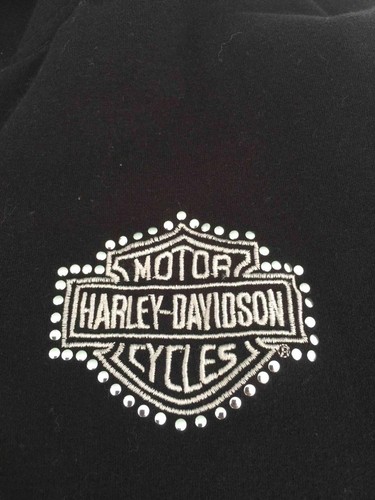 MOTOR
HARLEY-DAVIDSON
CYCLES
®